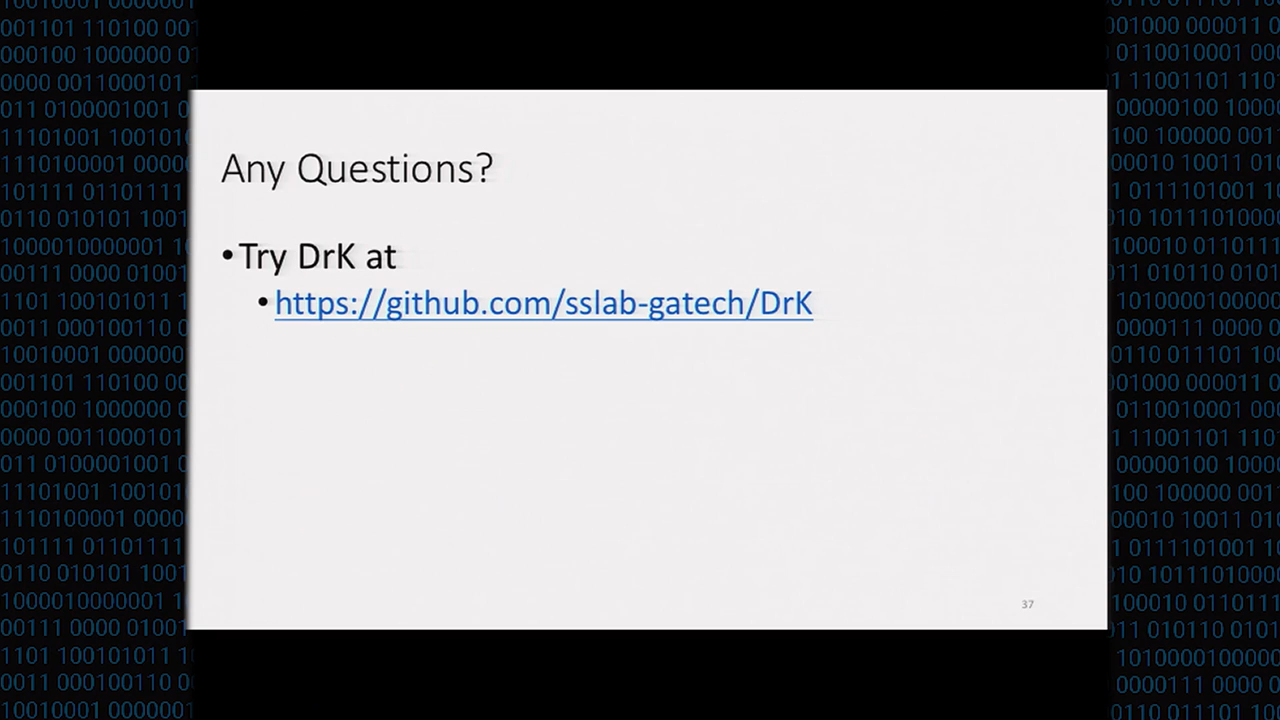 Any Questions?
•Try DrK at
•https://github.com/sslab-gatech/DrK
37